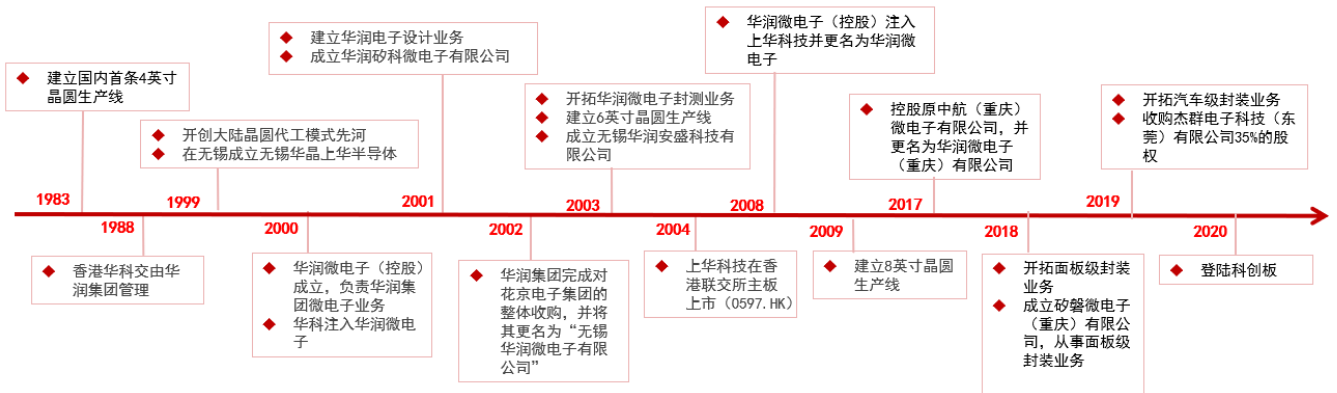 1983
◆ 建立国内首条4英寸
晶圆生产线
1988
◆ 香港华科交由华
润集团管理
1999
◆ 开创大陆晶圆代工模式先河
◆ 在无锡成立无锡华晶上华半导体
2000
◆ 华润微电子（控股）
成立，负责华润集
团微电子业务
◆ 华科注入华润微电
子
2001
◆ 建立华润电子设计业务
◆ 成立华润矽科微电子有限公司
2002
◆ 华润集团完成对
花京电子集团的
整体收购，并将
其更名为“无锡
华润微电子有限
公司”
2003
◆ 开拓华润微电子封测业务
◆ 建立6英寸晶圆生产线
◆ 成立无锡华润安盛科技有
限公司
2004
◆ 上华科技在香
港联交所主板
上市（0597.HK）
2008
◆ 华润微电子（控股）注入
上华科技并更名为华润微
电子
2009
◆ 建立8英寸晶圆
生产线
2017
◆ 控股原中航（重庆）
微电子有限公司，并
更名为华润微电子
（重庆）有限公司
2018
◆ 开拓面板级封装
业务
◆ 成立矽磐微电子
（重庆）有限公
司，从事面板级
封装业务
2019
◆ 开拓汽车级封装业务
◆ 收购杰群电子科技（东
莞）有限公司35%的股
权
2020
◆ 登陆科创板